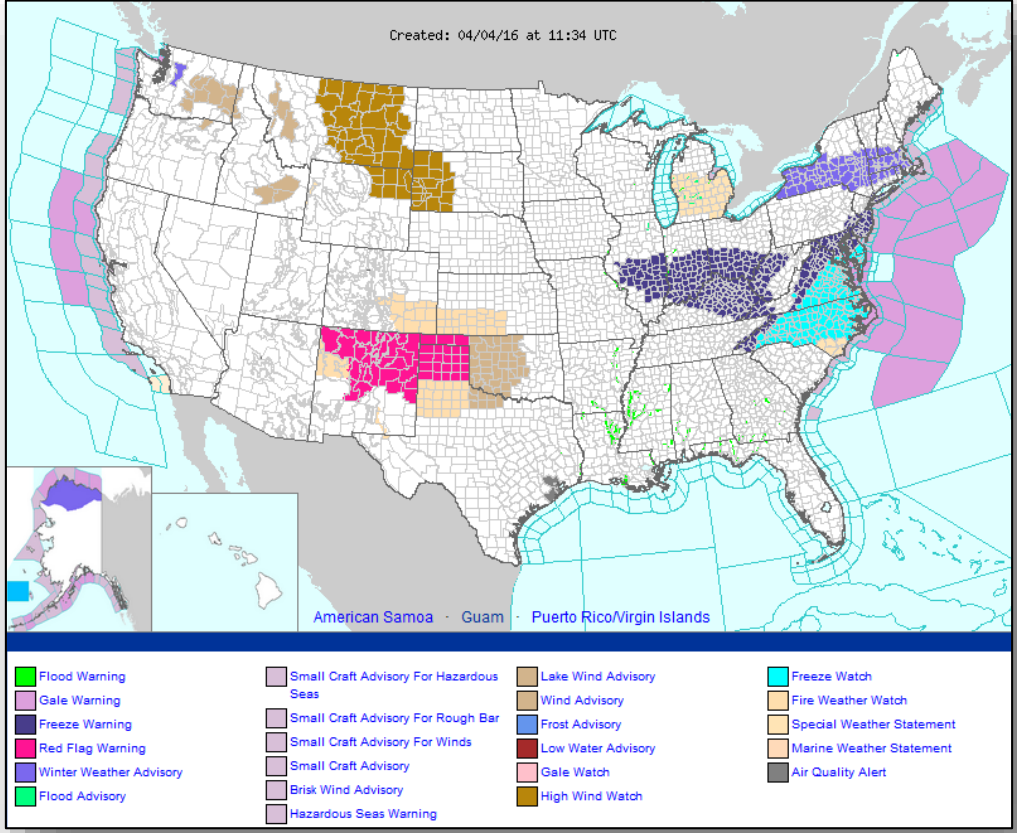 Created: 04/04/16 at 11:34 UTC
American Samoa - Guam - Puerto Rico/Virgin Islands
Flood Warning
Gale Warning
Freeze Warning
Red Flag Warning
Winter Weather Advisory
Flood Advisory
Small Craft Advisory For Hazardous
Seas
Small Craft Advisory For Rough Bar
Small Craft Advisory For Winds
Small Craft Advisory
Brisk Wind Advisory
Hazardous Seas Warning
Lake Wind Advisory
Wind Advisory
Frost Advisory
Low Water Advisory
Gale Watch
High Wind Watch
Freeze Watch
Fire Weather Watch
Special Weather Statement
Marine Weather Statement
Air Quality Alert